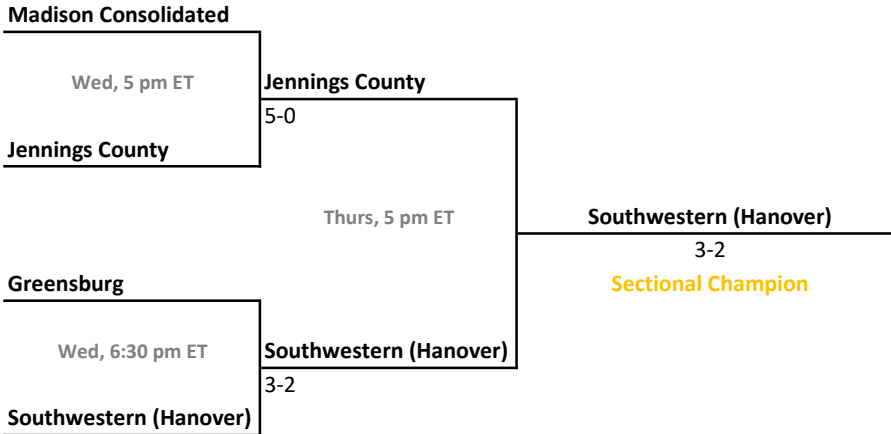 Madison Consolidated
Wed, 5 pm ET
Jennings County
5-0
Jennings County
Thurs, 5 pm ET
Southwestern (Hanover)
3-2
Sectional Champion
Greensburg
Wed, 6:30 pm ET
Southwestern (Hanover)
3-2
Southwestern (Hanover)